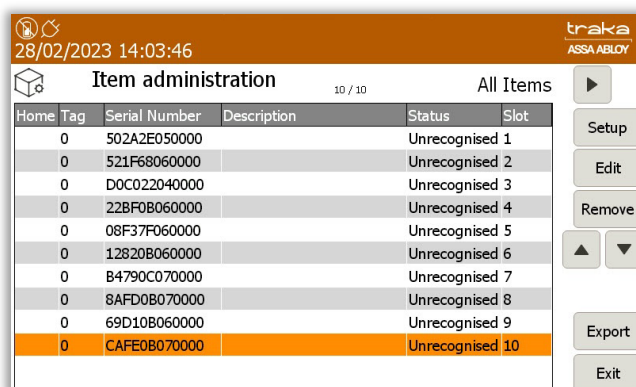 28/02/2023 14:03:46
traka
ASSA ABLOY
Item administration 10 / 10 All Items
Home Tag Serial Number Description Status Slot
0 502A2E050000 Unrecognised 1
0 521F68060000 Unrecognised 2
0 D0C022040000 Unrecognised 3
0 22BF0B060000 Unrecognised 4
0 08F37F060000 Unrecognised 5
0 12820B060000 Unrecognised 6
0 B4790C070000 Unrecognised 7
0 8AFD0B070000 Unrecognised 8
0 69D10B060000 Unrecognised 9
0 CAFE0B070000 Unrecognised 10
Setup
Edit
Remove
Export
Exit